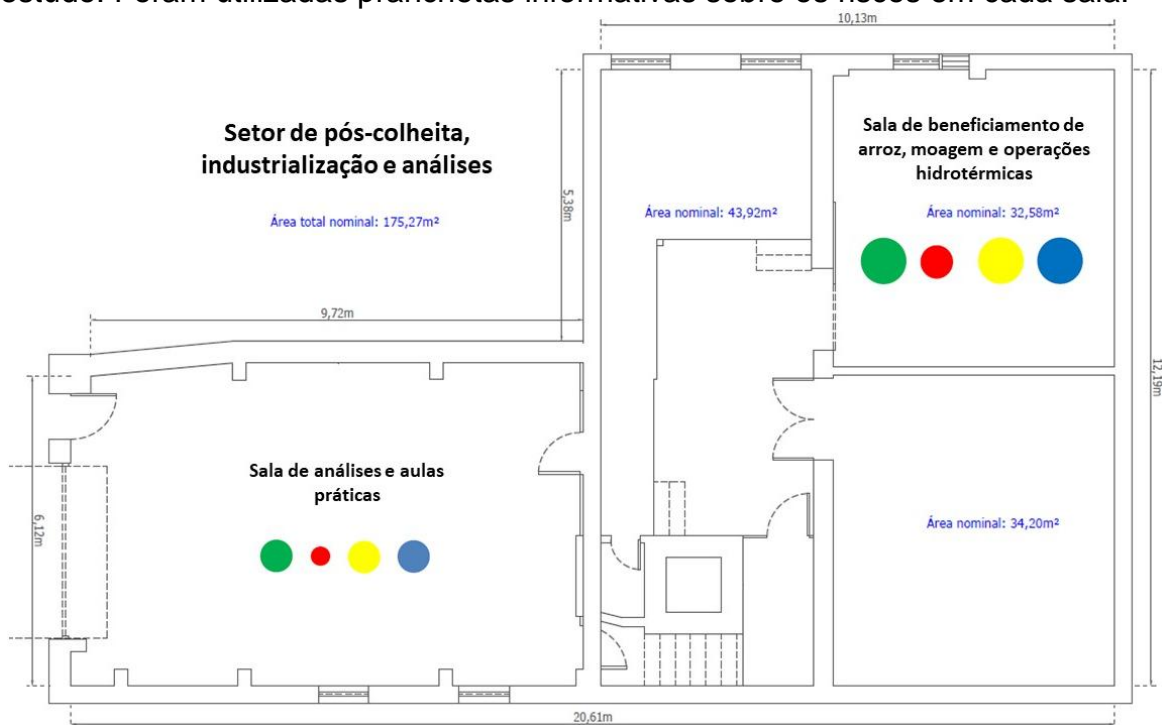 estudo. Foram utilizadas pranchetas informativas sobre os riscos em cada sala.
10,13m
Setor de pós-colheita,
industrialização e análises
Área total nominal: 175,27m²
5,38m
Área nominal: 43,92m²
Sala de beneficiamento de
arroz, moagem e operações
hidrotérmicas
Área nominal: 32,58m²
9,72m
12,19m
Sala de análises e aulas
práticas
6,12m
Área nominal: 34,20m²
20,61m